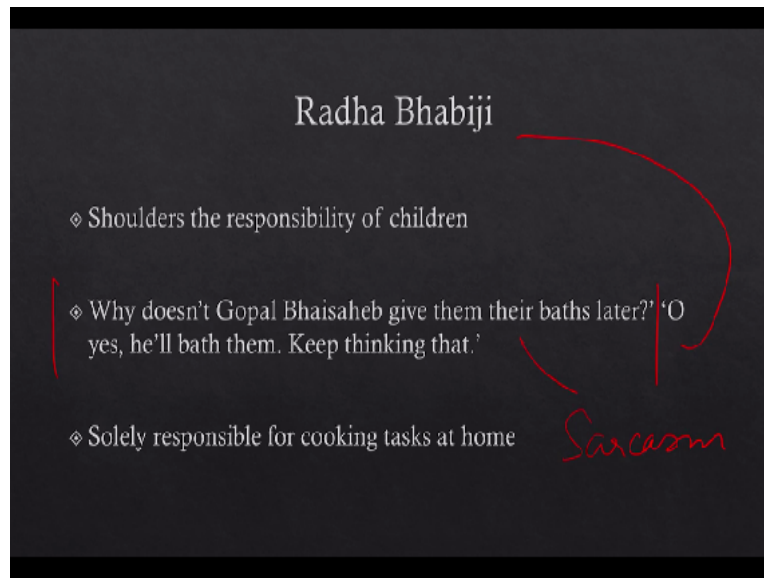 Radha Bhabiji
Shoulders the responsibility of children
Why doesn't Gopal Bhaisaheb give them their baths later?' 'O
yes, he'll bath them. Keep thinking that.'
Sarcasm
Solely responsible for cooking tasks at home